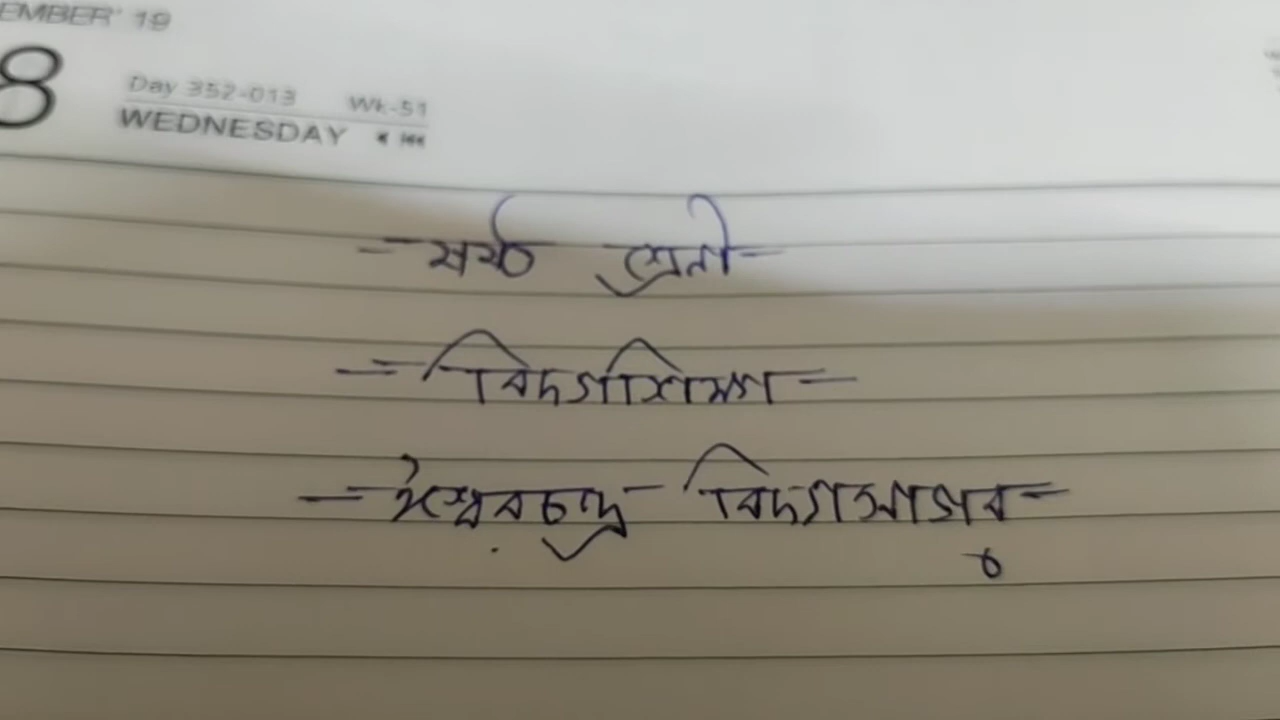 EMBER' 19
8
Day 352-013 Wk-51
WEDNESDAY
ষষ্ঠ শ্রেনী
বিদ্যাশিক্ষা
ঈশ্বরচন্দ্র বিদ্যাসাগর